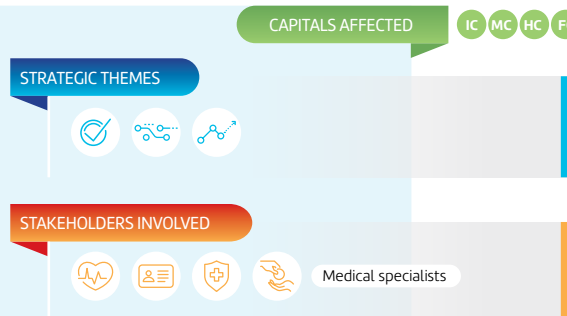 CAPITALS AFFECTED IC MC HC
STRATEGIC THEMES
STAKEHOLDERS INVOLVED
Medical specialists